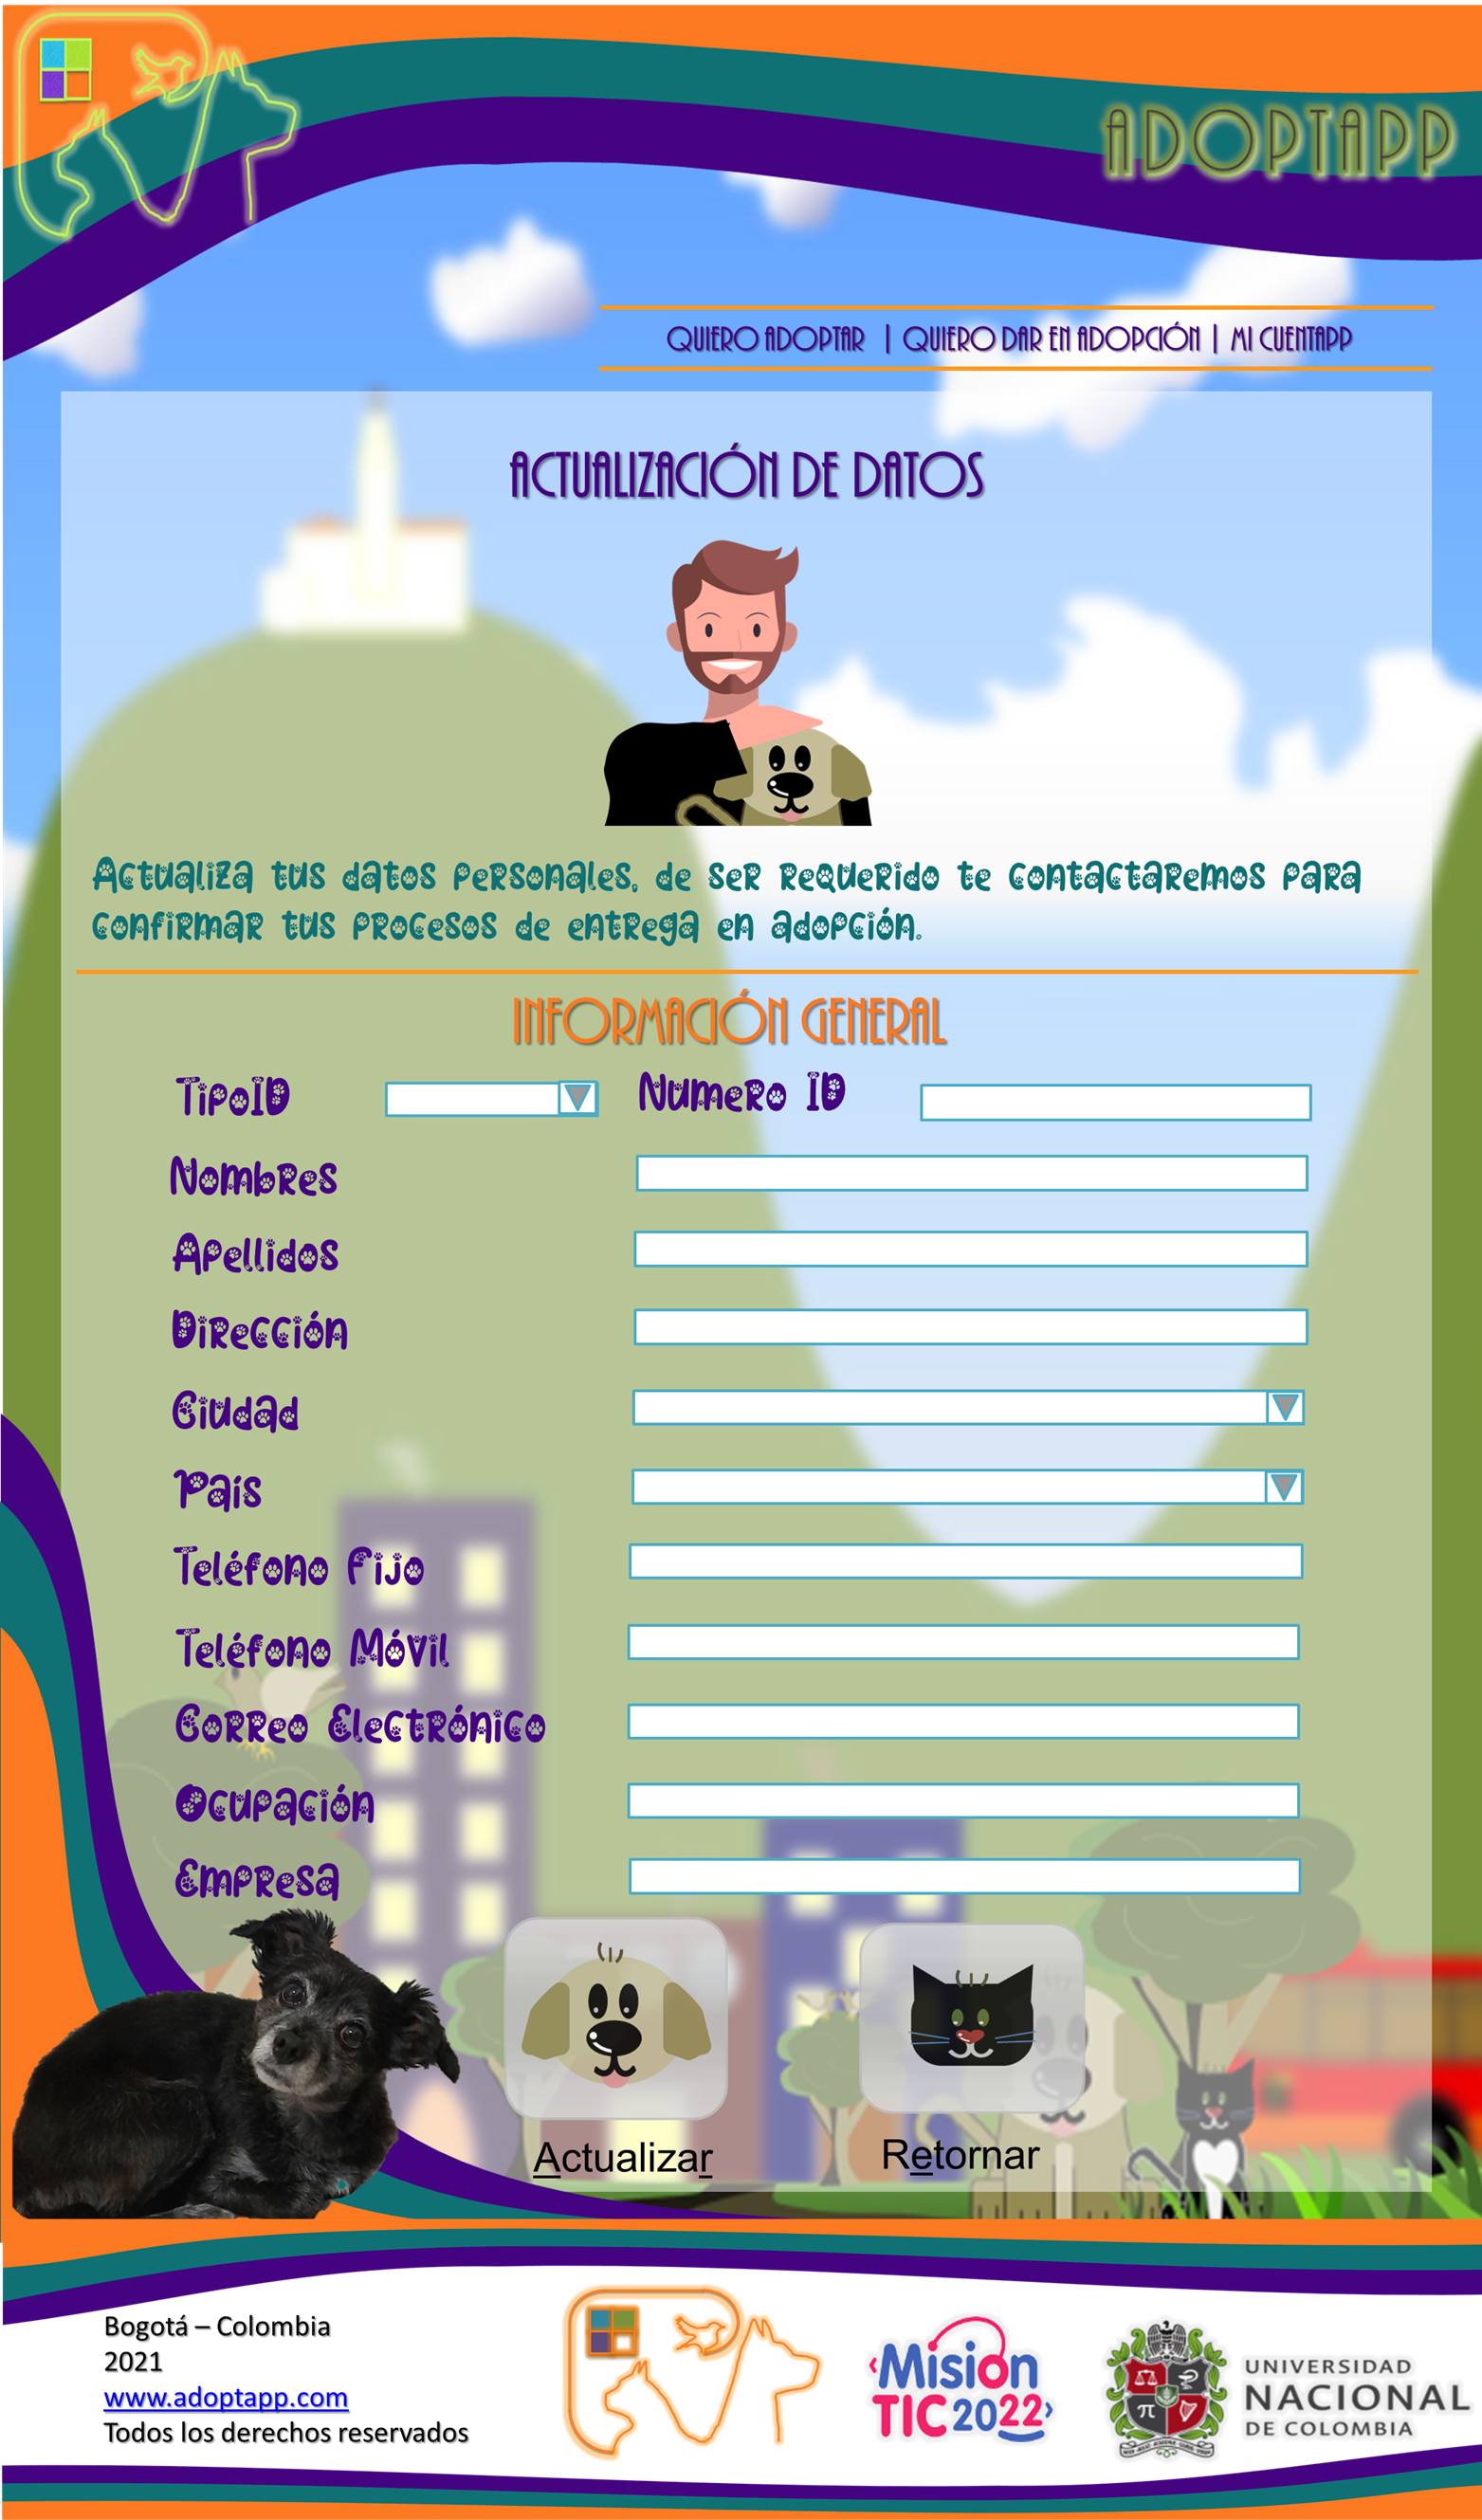 ADOPTAPP
QUIERO ADOPTAR | QUIERO DAR EN ADOPCIÓN | MI CUENTAPP
ACTUALIZACIÓN DE DATOS
Actualiza tus datos personales, de ser requerido te contactaremos para
confirmar tus procesos de entrega en adopción.
INFORMACIÓN GENERAL
TipoID
Numero ID
Nombres
Apellidos
Dirección
Ciudad
País
Teléfono Fijo
Teléfono Móvil
Correo Electrónico
Ocupación
Empresa
Actualizar
Retornar
Bogotá – Colombia
2021
www.adoptapp.com
Todos los derechos reservados
Misión
TIC 2022
UNIVERSIDAD
NACIONAL
DE COLOMBIA